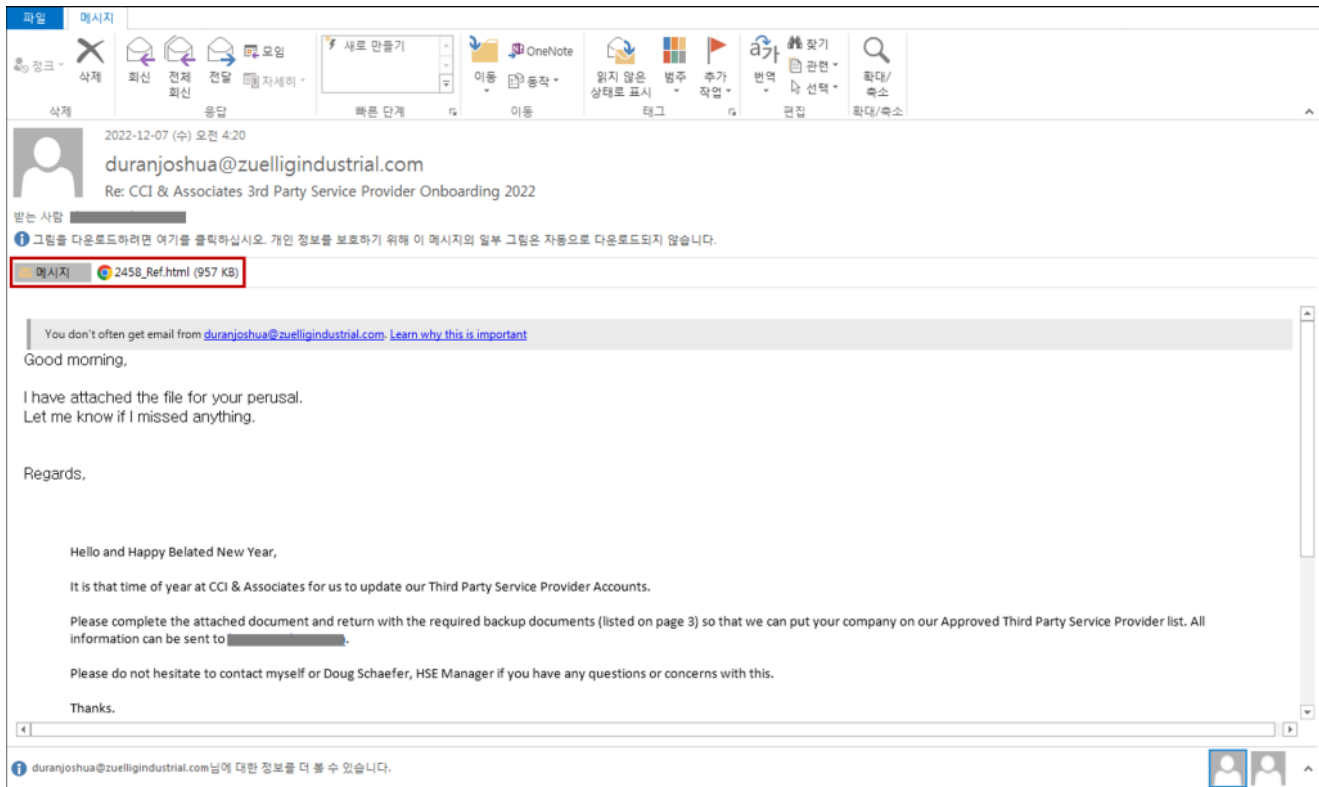 파일 메시지
정크 삭제 회신 전체 회신 전달 모임 자세히 새로 만들기 이동 OneNote 동작 읽지 않은 상태로 표시 범주 추가 작업 번역 찾기 관련 선택 확대/축소
삭제 응답 빠른 단계 이동 태그 편집 확대/축소
2022-12-07 (수) 오전 4:20
duranjoshua@zuelligindustrial.com
Re: CCI & Associates 3rd Party Service Provider Onboarding 2022
받는 사람
그림을 다운로드하려면 여기를 클릭하십시오. 개인 정보를 보호하기 위해 이 메시지의 일부 그림은 자동으로 다운로드되지 않습니다.
메시지 2458_Ref.html (957 KB)
You don't often get email from duranjoshua@zuelligindustrial.com. Learn why this is important
Good morning,
I have attached the file for your perusal.
Let me know if I missed anything.
Regards,
Hello and Happy Belated New Year,
It is that time of year at CCI & Associates for us to update our Third Party Service Provider Accounts.
Please complete the attached document and return with the required backup documents (listed on page 3) so that we can put your company on our Approved Third Party Service Provider list. All
information can be sent to
Please do not hesitate to contact myself or Doug Schaefer, HSE Manager if you have any questions or concerns with this.
Thanks.
duranjoshua@zuelligindustrial.com님에 대한 정보를 더 볼 수 있습니다.